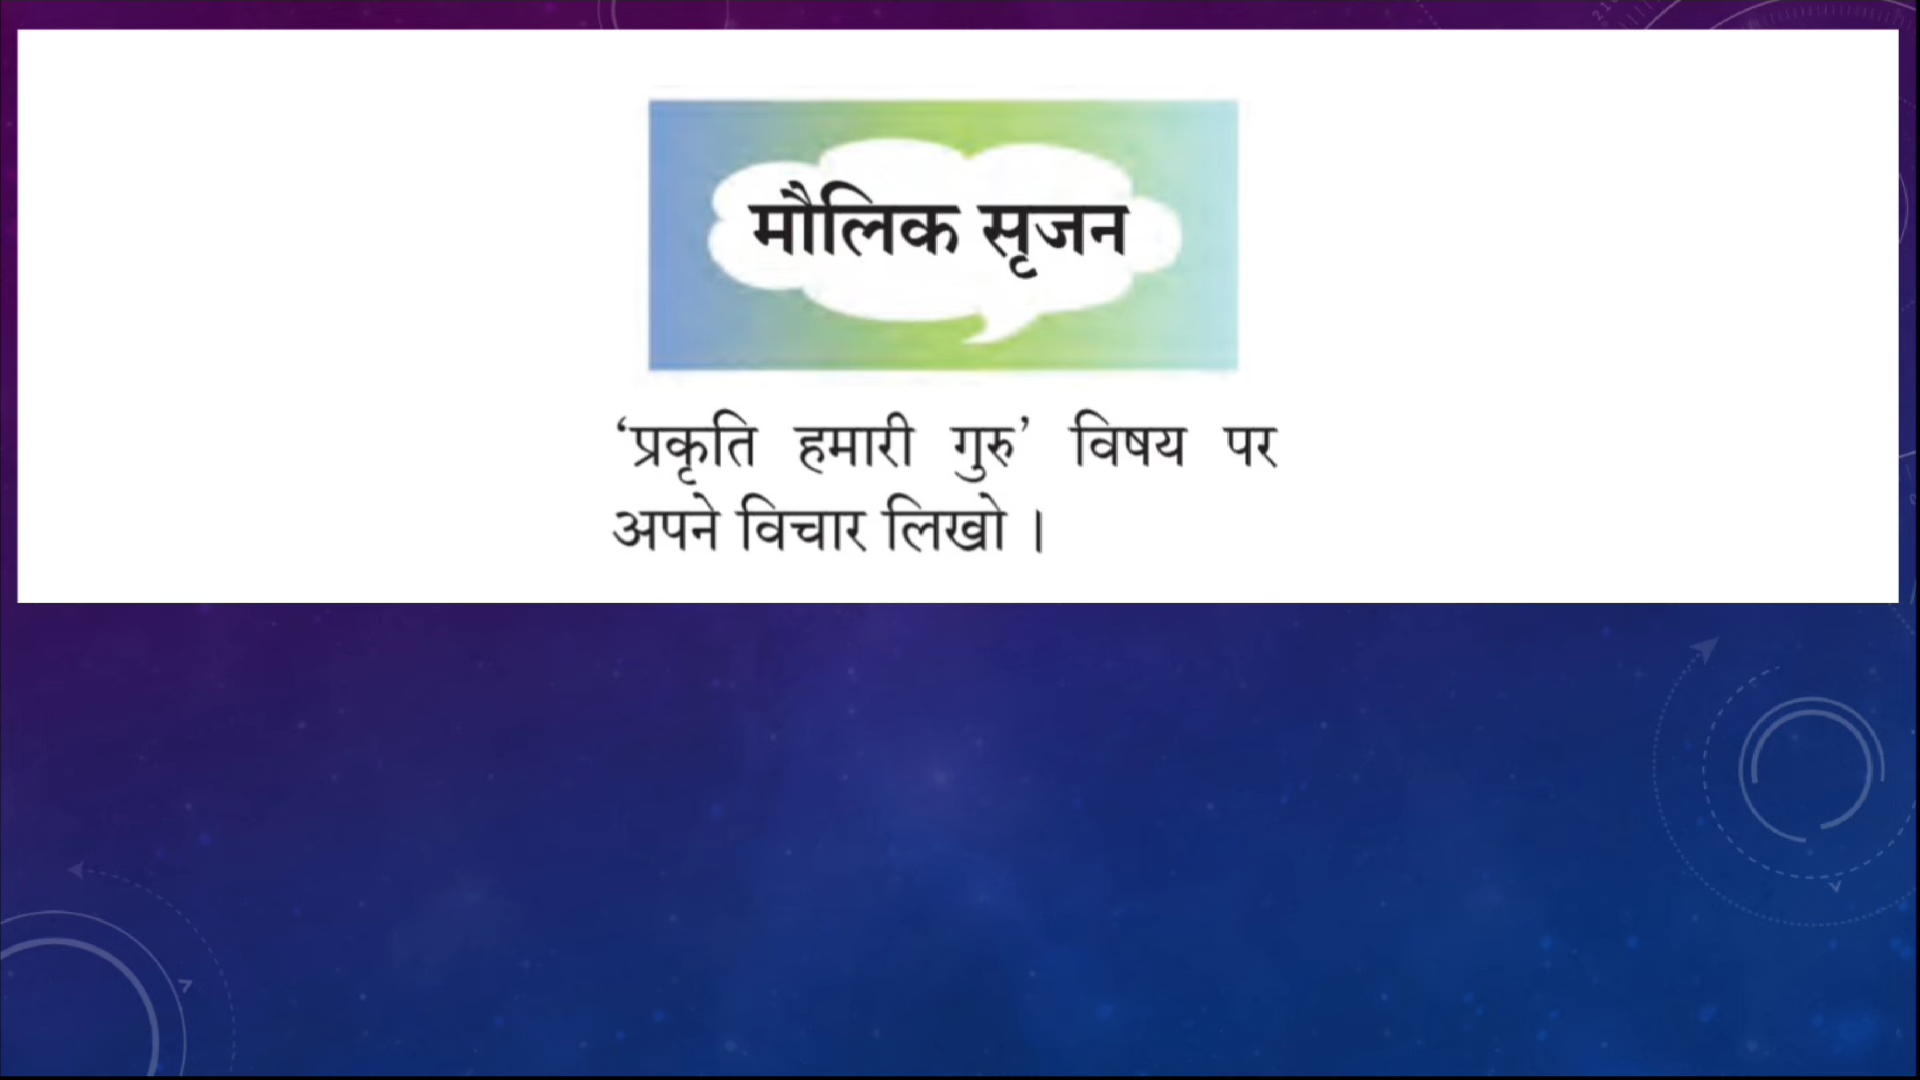 मौलिक सृजन
‘प्रकृति हमारी गुरु’ विषय पर
अपने विचार लिखो ।